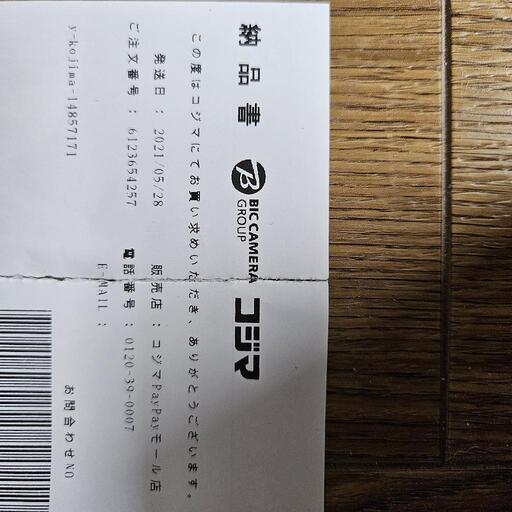 納品書
BIC CAMERA
GROUP
コジマ
この度はコジマにてお買い求めいただき、ありがとうございます。
発送日 : 2021/05/28
販売店 : コジマPayPayモール店
ご注文番号 : 6123654257
電話番号 : 0120-39-0007
E-MAIL :
y-kojima-14857171
お問合わせNO